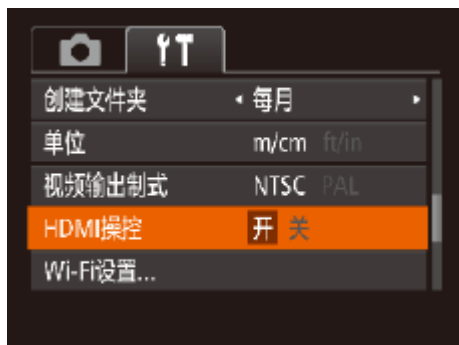 创建文件夹 每月
单位 m/cm ft/in
视频输出制式 NTSC PAL
HDMI操控 开 关
Wi-Fi设置...